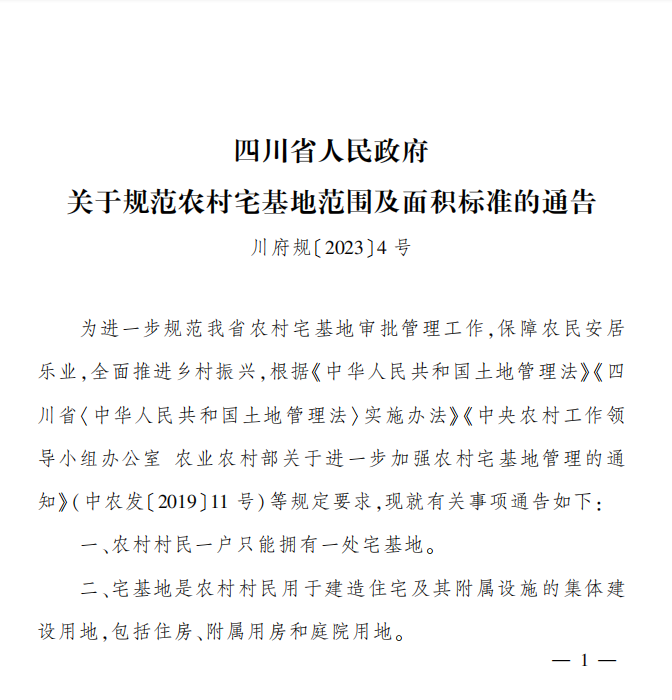 四川省人民政府
关于规范农村宅基地范围及面积标准的通告
川府规〔2023〕4 号
为进一步规范我省农村宅基地审批管理工作,保障农民安居
乐业,全面推进乡村振兴,根据《中华人民共和国土地管理法》《四
川省〈中华人民共和国土地管理法〉实施办法》《中央农村工作领
导小组办公室 农业农村部关于进一步加强农村宅基地管理的通
知》(中农发〔2019〕11 号)等规定要求,现就有关事项通告如下:
一、农村村民一户只能拥有一处宅基地。
二、宅基地是农村村民用于建造住宅及其附属设施的集体建
设用地,包括住房、附属用房和庭院用地。
— 1 —